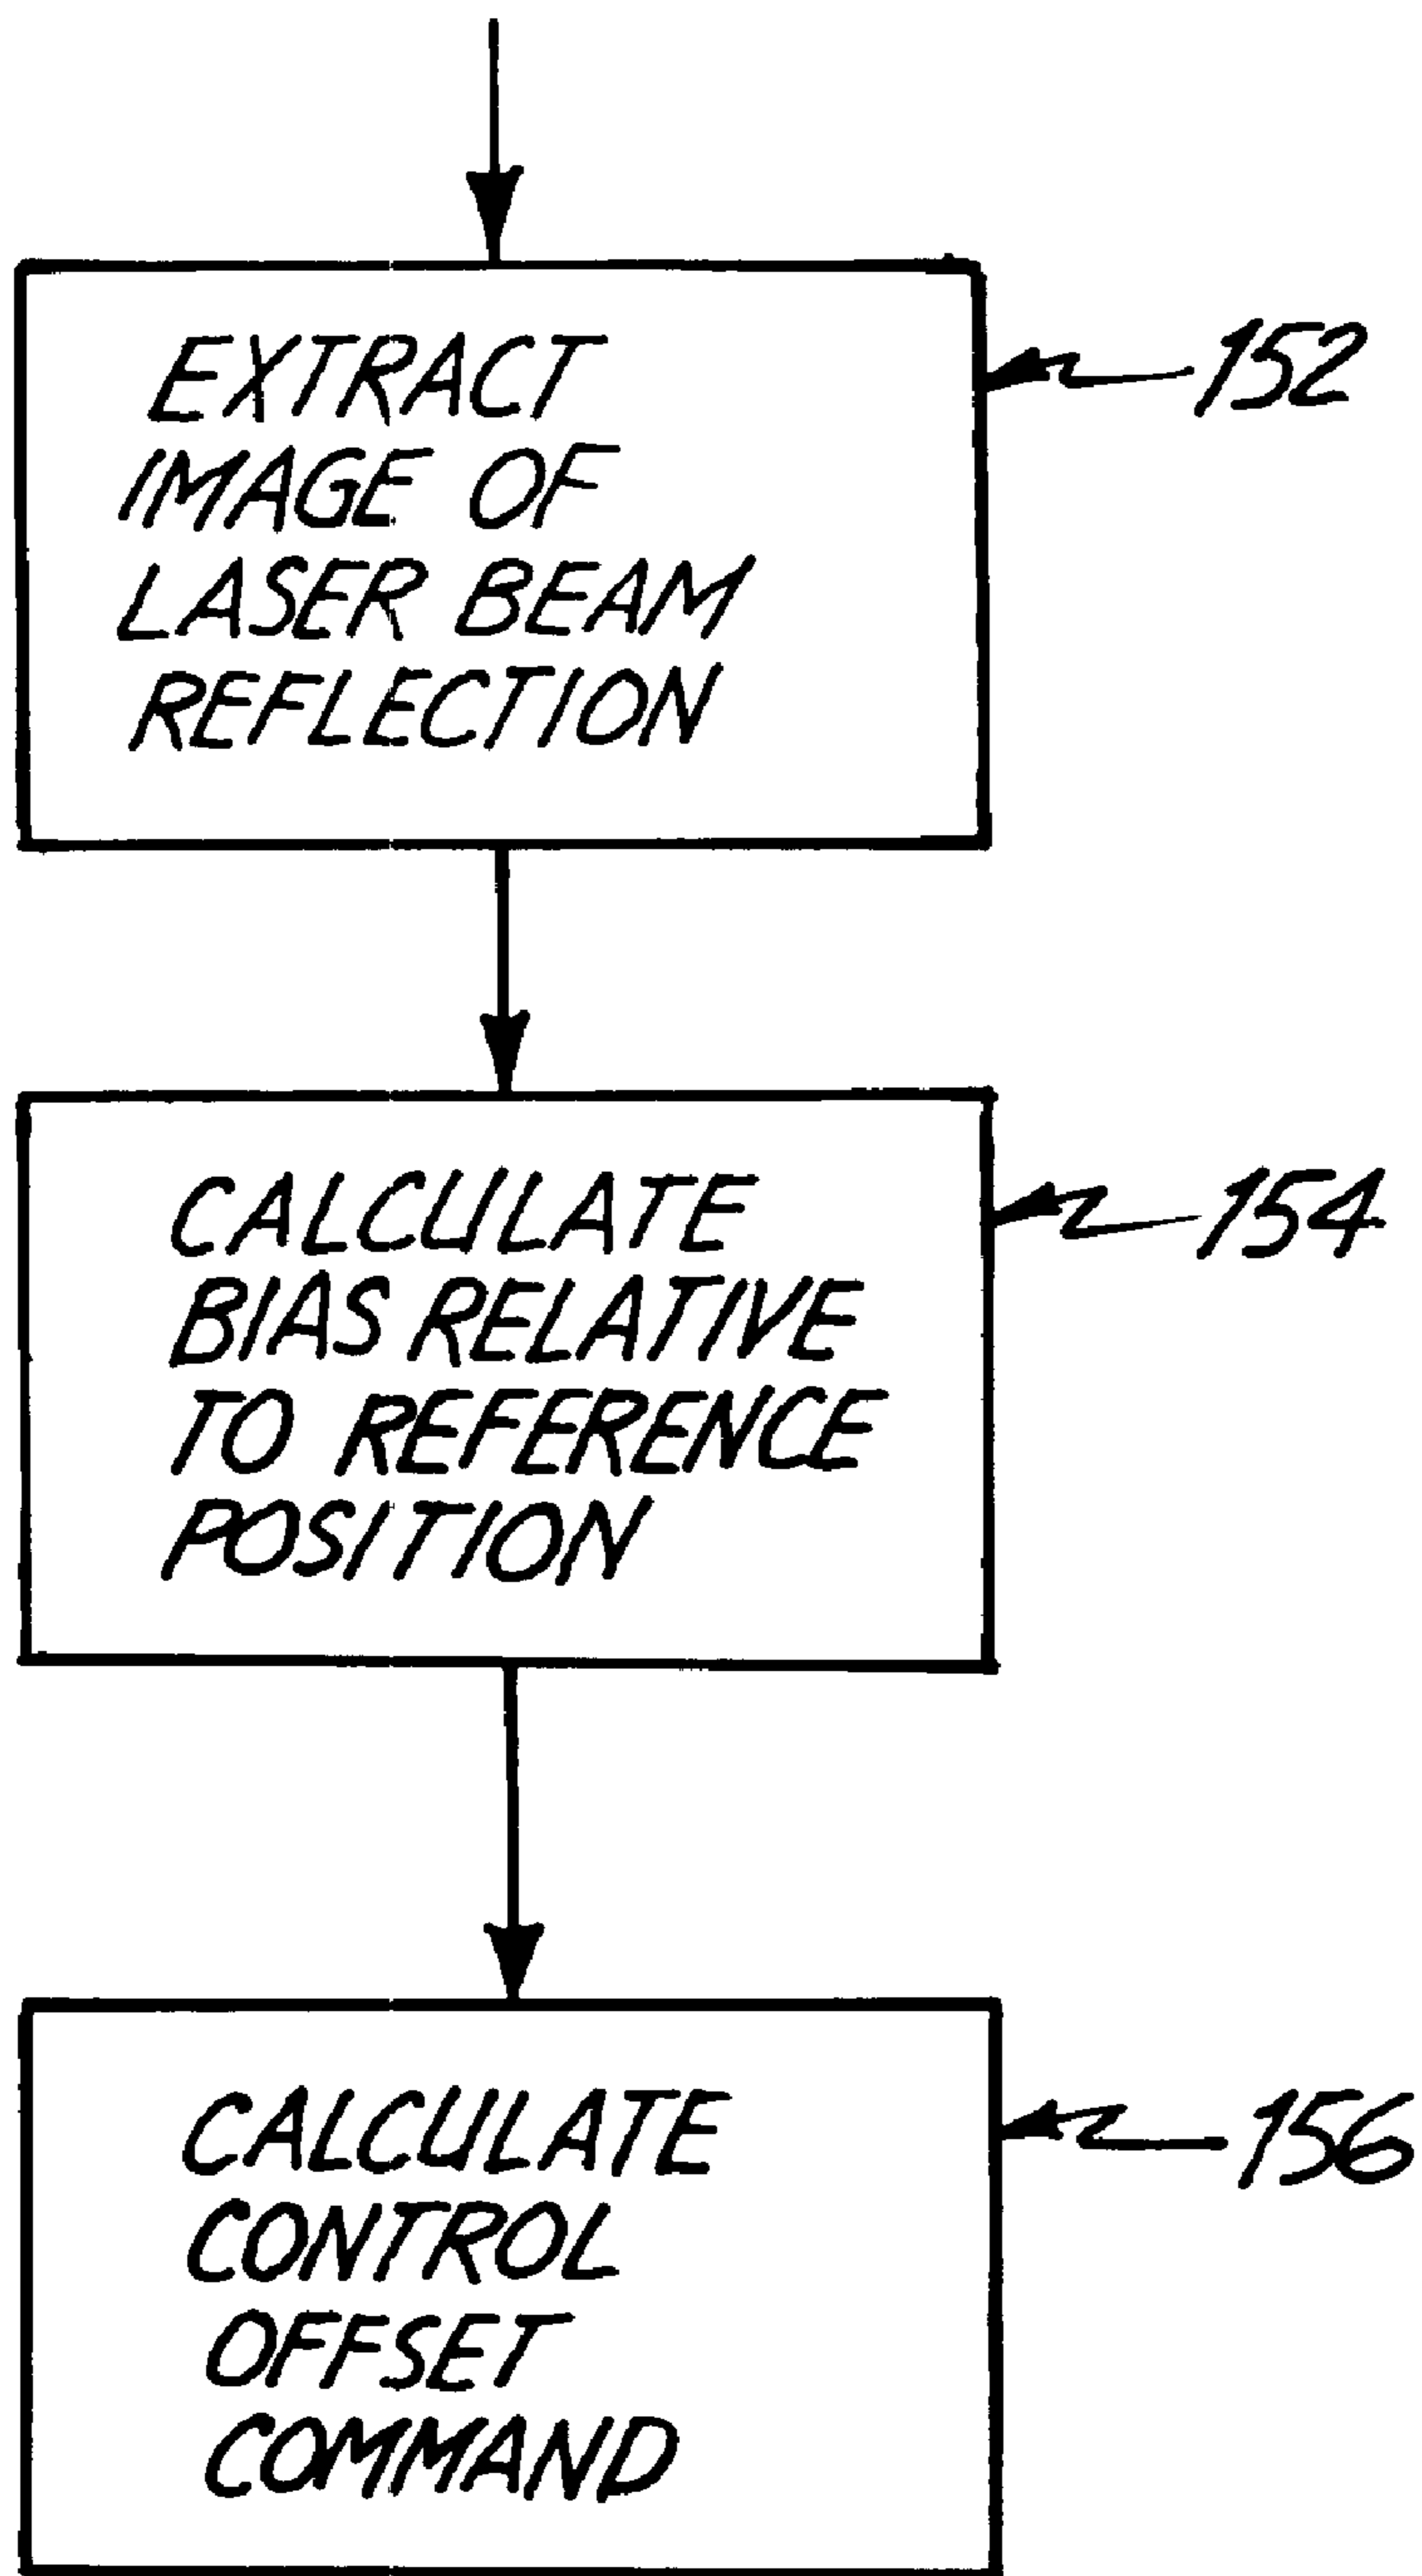 EXTRACT
IMAGE OF
LASER BEAM
REFLECTION
152
CALCULATE
BIAS RELATIVE
TO REFERENCE
POSITION
154
CALCULATE
CONTROL
OFFSET
COMMAND
156